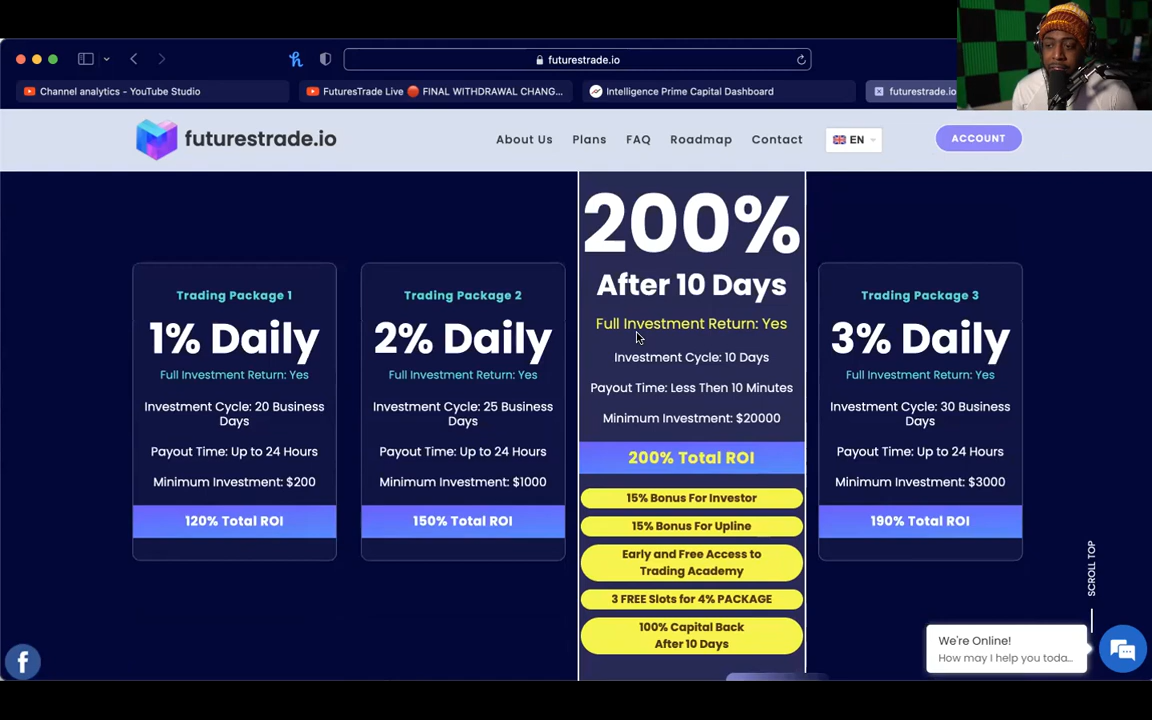 futurestrade.io
Channel analytics - YouTube Studio
FuturesTrade Live 🔴 FINAL WITHDRAWAL CHANG...
Intelligence Prime Capital Dashboard
futurestrade.io
futurestrade.io
About Us
Plans
FAQ
Roadmap
Contact
EN
ACCOUNT
Trading Package 1
1% Daily
Full Investment Return: Yes
Investment Cycle: 20 Business
Days
Payout Time: Up to 24 Hours
Minimum Investment: $200
120% Total ROI
Trading Package 2
2% Daily
Full Investment Return: Yes
Investment Cycle: 25 Business
Days
Payout Time: Up to 24 Hours
Minimum Investment: $1000
150% Total ROI
200%
After 10 Days
Full Investment Return: Yes
Investment Cycle: 10 Days
Payout Time: Less Then 10 Minutes
Minimum Investment: $20000
200% Total ROI
15% Bonus For Investor
15% Bonus For Upline
Early and Free Access to
Trading Academy
3 FREE Slots for 4% PACKAGE
100% Capital Back
After 10 Days
Trading Package 3
3% Daily
Full Investment Return: Yes
Investment Cycle: 30 Business
Days
Payout Time: Up to 24 Hours
Minimum Investment: $3000
190% Total ROI
SCROLL TOP
We're Online!
How may I help you toda...